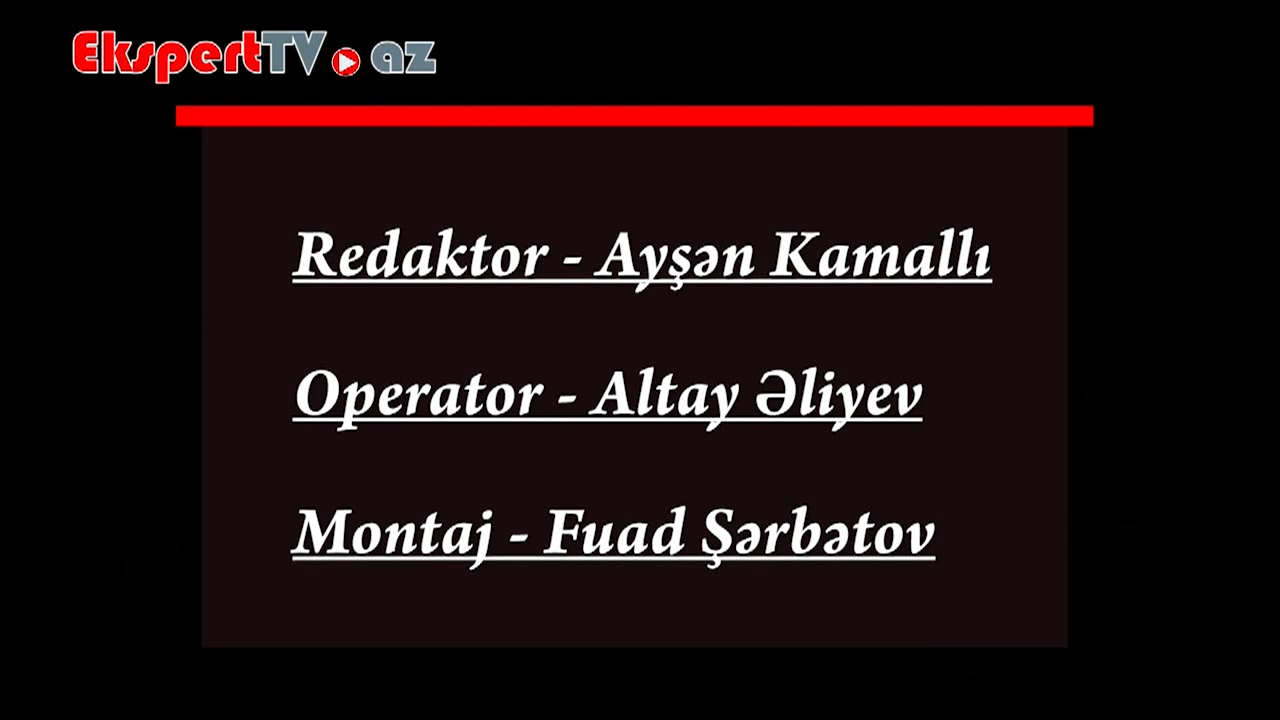 EkspertTV.az
Redaktor - Ayşən Kamallı
Operator - Altay Əliyev
Montaj - Fuad Şərbətov